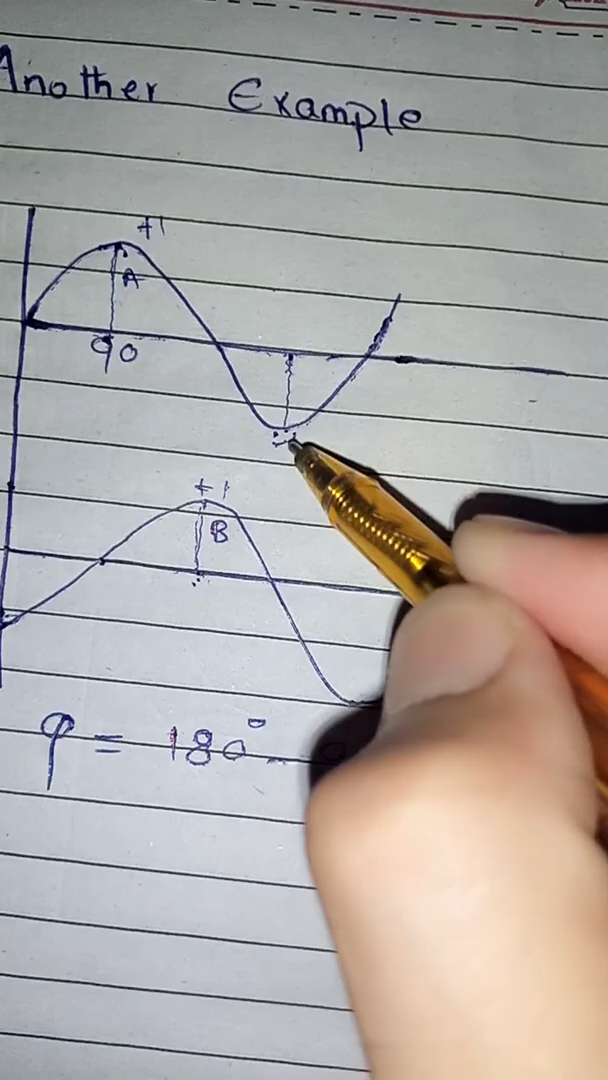 Another Example
+1
A
90
+1
B
φ = 180° -